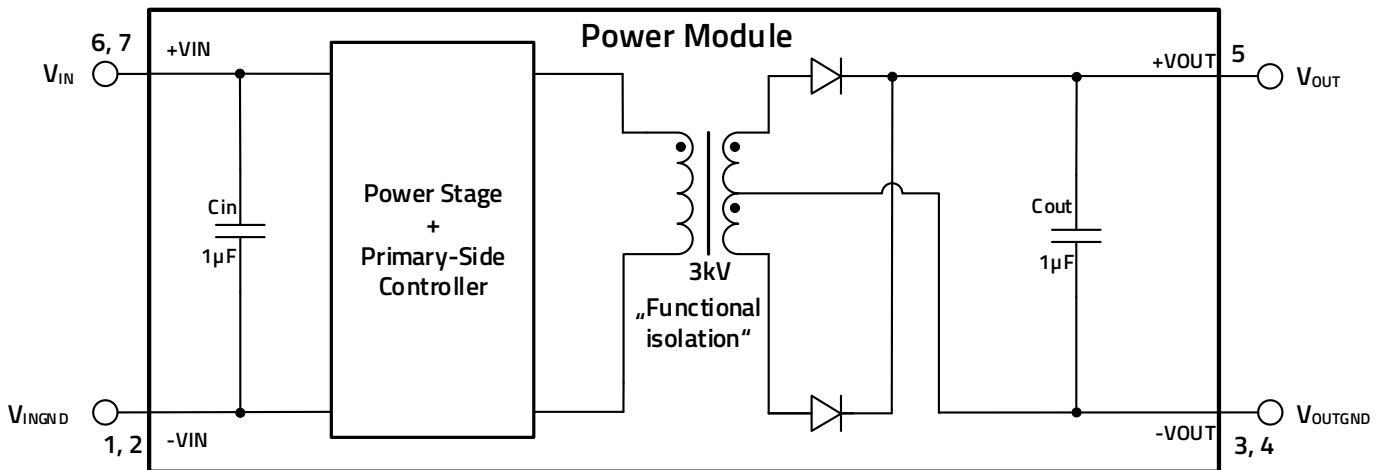 Power Module
6, 7
+VIN
VIN
+VOUT
5
VOUT
Cin
1µF
Power Stage
+
Primary-Side
Controller
3kV
„Functional
isolation“
Cout
1µF
VINGND
1, 2
-VIN
-VOUT
VOUTGND
3, 4